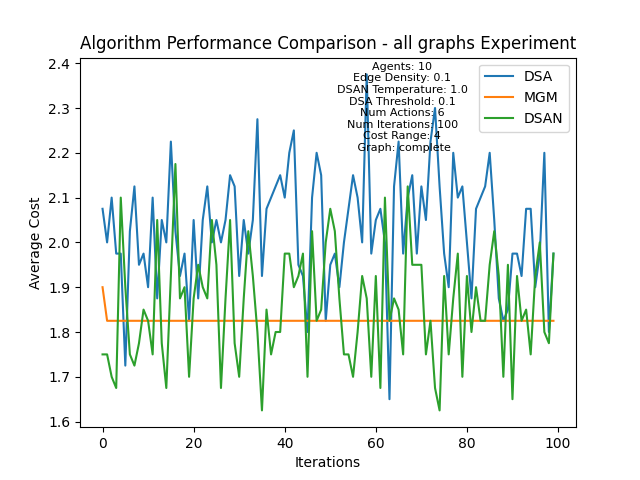 Algorithm Performance Comparison - all graphs Experiment
Agents: 10
Edge Density: 0.1
DSAN Temperature: 1.0
DSA Threshold: 0.1
Num Actions: 6
Num Iterations: 100
Cost Range: 4
Graph: complete
DSA
MGM
DSAN
2.4
2.3
2.2
2.1
2.0
1.9
1.8
1.7
1.6
Average Cost
0
20
40
60
80
100
Iterations